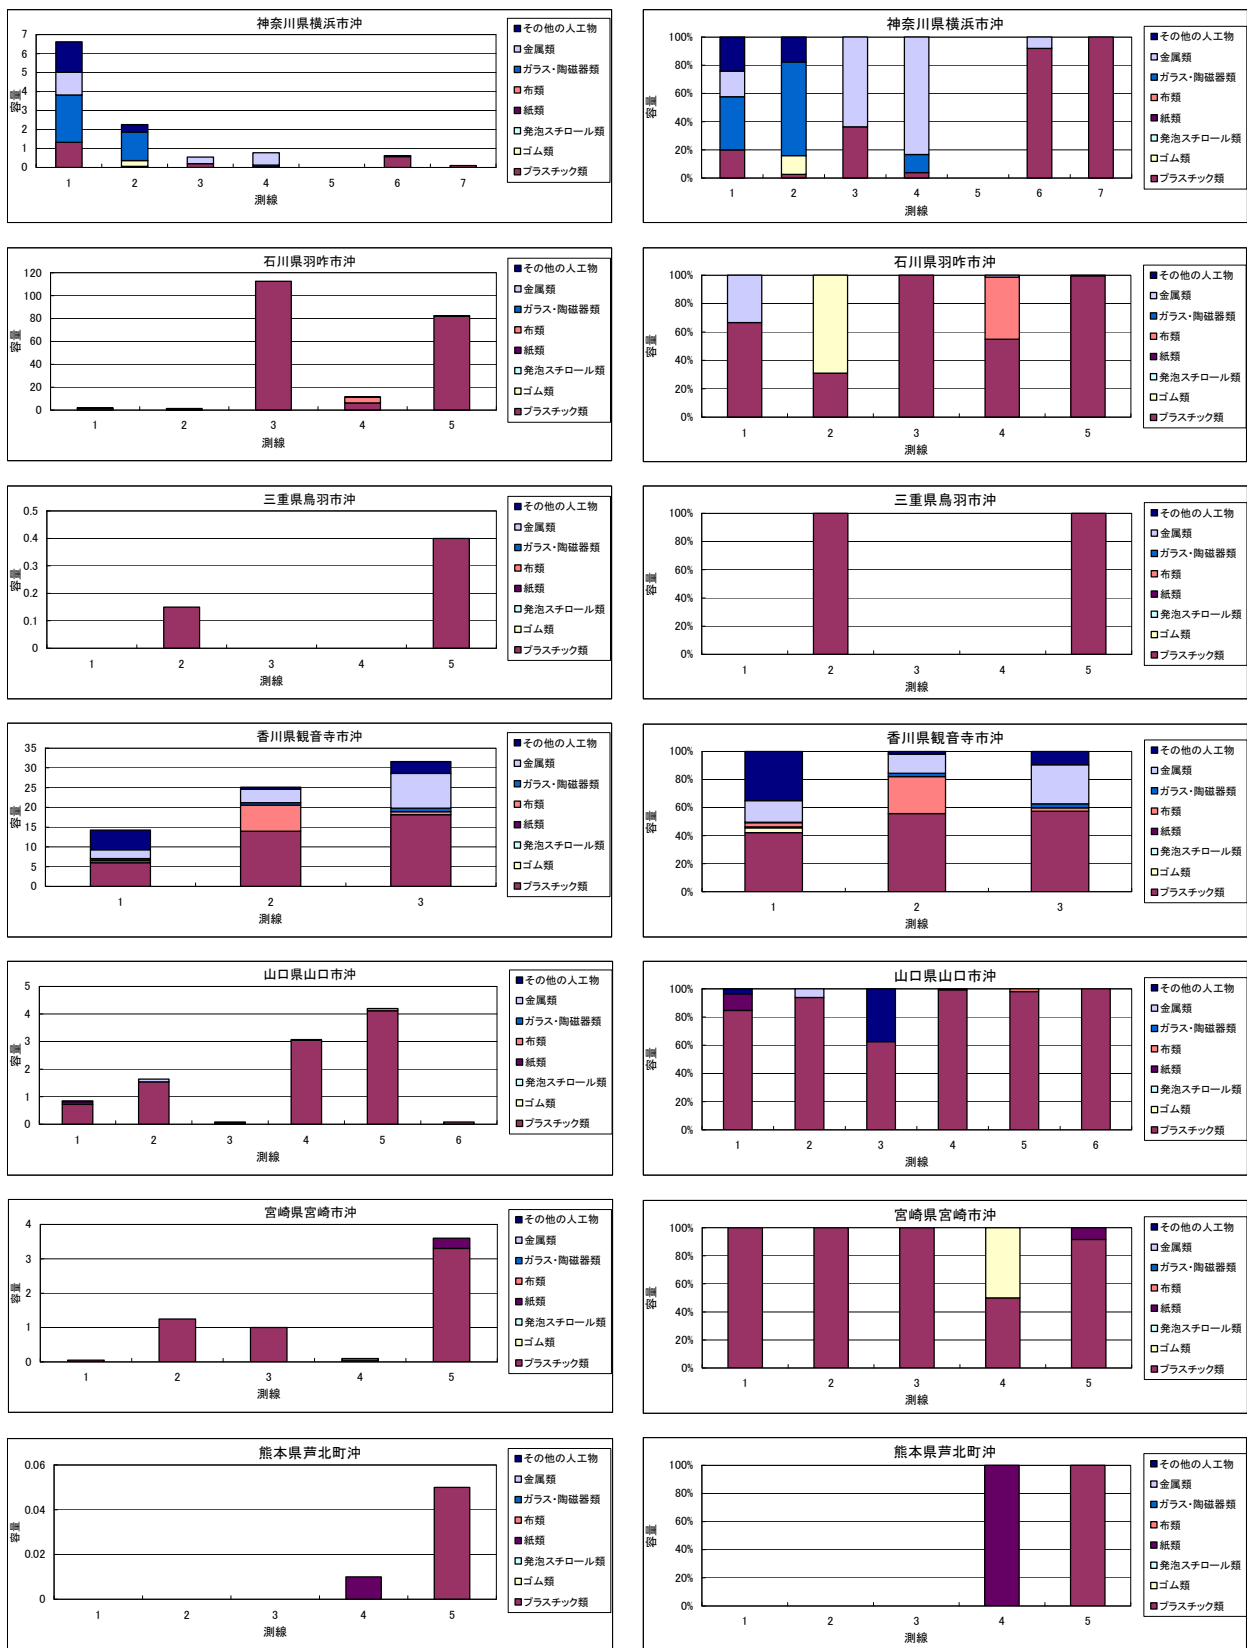 神奈川県横浜市沖
7
6
5
4
3
2
1
0
容量
1 2 3 4 5 6 7
測線
その他の人工物
金属類
ガラス・陶磁器類
布類
紙類
発泡スチロール類
ゴム類
プラスチック類
神奈川県横浜市沖
100%
80%
60%
40%
20%
0%
容量
1 2 3 4 5 6 7
測線
その他の人工物
金属類
ガラス・陶磁器類
布類
紙類
発泡スチロール類
ゴム類
プラスチック類
石川県羽咋市沖
120
100
80
60
40
20
0
容量
1 2 3 4 5
測線
その他の人工物
金属類
ガラス・陶磁器類
布類
紙類
発泡スチロール類
ゴム類
プラスチック類
石川県羽咋市沖
100%
80%
60%
40%
20%
0%
容量
1 2 3 4 5
測線
その他の人工物
金属類
ガラス・陶磁器類
布類
紙類
発泡スチロール類
ゴム類
プラスチック類
三重県鳥羽市沖
0.5
0.4
0.3
0.2
0.1
0
容量
1 2 3 4 5
測線
その他の人工物
金属類
ガラス・陶磁器類
布類
紙類
発泡スチロール類
ゴム類
プラスチック類
三重県鳥羽市沖
100%
80%
60%
40%
20%
0%
容量
1 2 3 4 5
測線
その他の人工物
金属類
ガラス・陶磁器類
布類
紙類
発泡スチロール類
ゴム類
プラスチック類
香川県観音寺市沖
35
30
25
20
15
10
5
0
容量
1 2 3
測線
その他の人工物
金属類
ガラス・陶磁器類
布類
紙類
発泡スチロール類
ゴム類
プラスチック類
香川県観音寺市沖
100%
80%
60%
40%
20%
0%
容量
1 2 3
測線
その他の人工物
金属類
ガラス・陶磁器類
布類
紙類
発泡スチロール類
ゴム類
プラスチック類
山口県山口市沖
5
4
3
2
1
0
容量
1 2 3 4 5 6
測線
その他の人工物
金属類
ガラス・陶磁器類
布類
紙類
発泡スチロール類
ゴム類
プラスチック類
山口県山口市沖
100%
80%
60%
40%
20%
0%
容量
1 2 3 4 5 6
測線
その他の人工物
金属類
ガラス・陶磁器類
布類
紙類
発泡スチロール類
ゴム類
プラスチック類
宮崎県宮崎市沖
4
3
2
1
0
容量
1 2 3 4 5
測線
その他の人工物
金属類
ガラス・陶磁器類
布類
紙類
発泡スチロール類
ゴム類
プラスチック類
宮崎県宮崎市沖
100%
80%
60%
40%
20%
0%
容量
1 2 3 4 5
測線
その他の人工物
金属類
ガラス・陶磁器類
布類
紙類
発泡スチロール類
ゴム類
プラスチック類
熊本県芦北町沖
0.06
0.04
0.02
0
容量
1 2 3 4 5
測線
その他の人工物
金属類
ガラス・陶磁器類
布類
紙類
発泡スチロール類
ゴム類
プラスチック類
熊本県芦北町沖
100%
80%
60%
40%
20%
0%
容量
1 2 3 4 5
測線
その他の人工物
金属類
ガラス・陶磁器類
布類
紙類
発泡スチロール類
ゴム類
プラスチック類